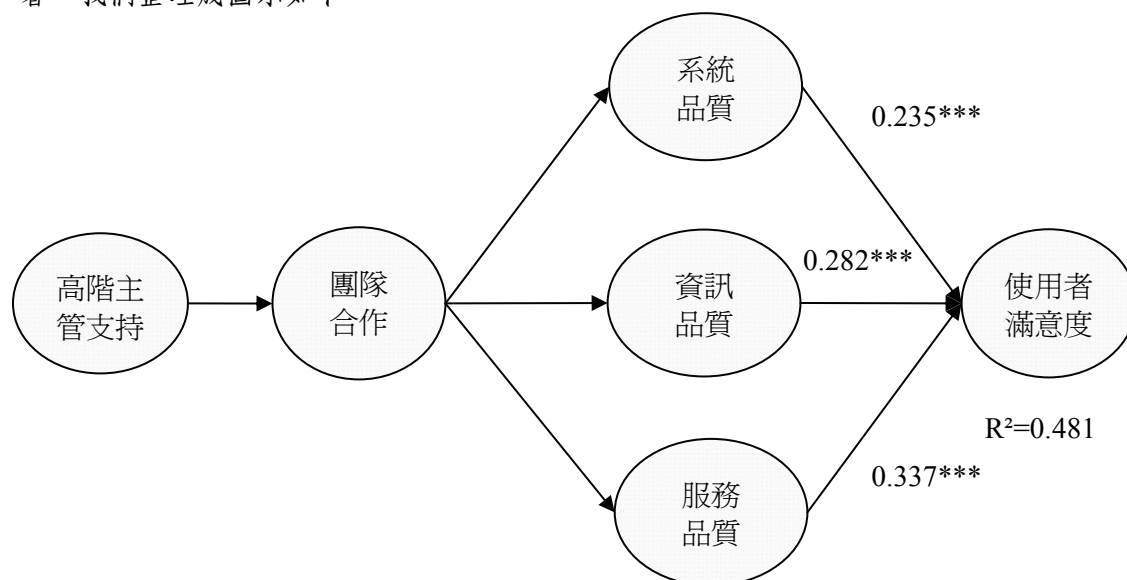 系統
品質
0.235***
高階主
管支持
團隊
合作
資訊
品質
0.282***
使用者
滿意度
R²=0.481
服務
品質
0.337***